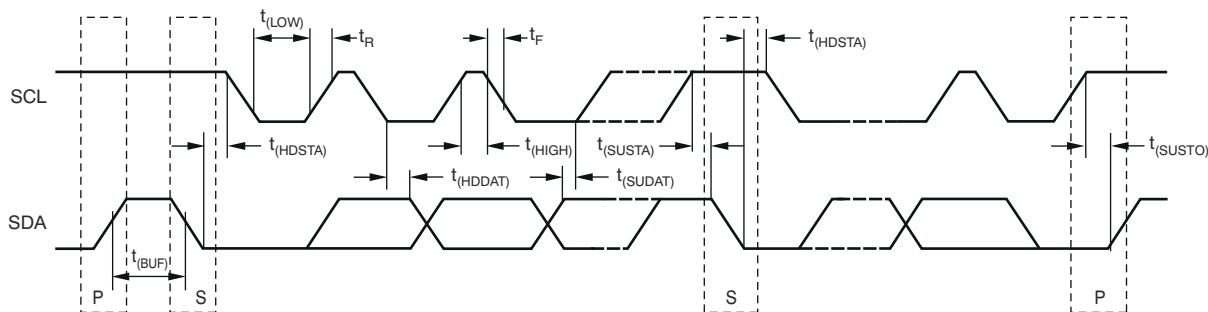 t(LOW)
tR
tF
t(HDSTA)
SCL
t(HDSTA)
t(HIGH)
t(SUSTA)
t(SUSTO)
t(HDDAT)
t(SUDAT)
SDA
t(BUF)
P
S
S
P